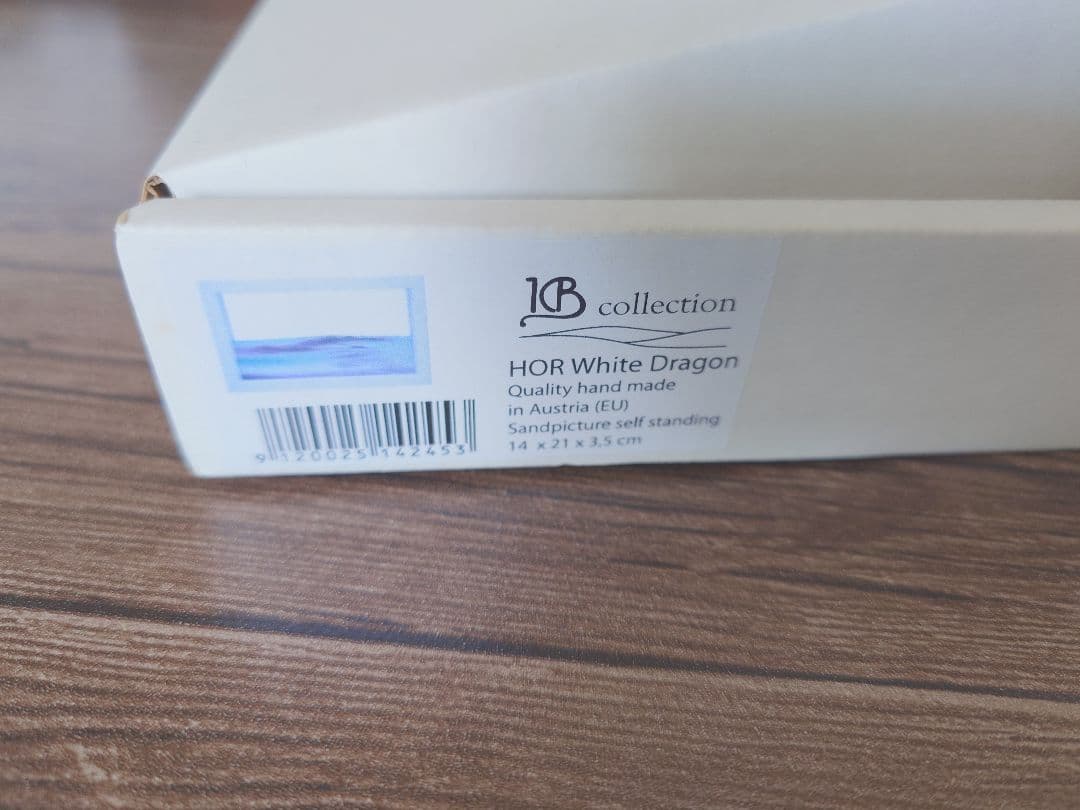 KB collection
HOR White Dragon
Quality hand made
in Austria (EU)
Sandpicture self standing
14 x 21 x 3,5 cm
9 120025 142453